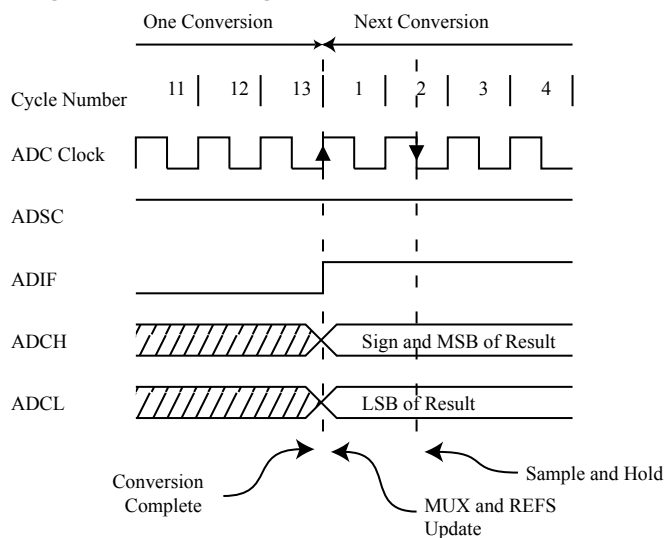 One Conversion Next Conversion
Cycle Number 11 12 13 1 2 3 4
ADC Clock
ADSC
ADIF
ADCH Sign and MSB of Result
ADCL LSB of Result
Conversion
Complete
MUX and REFS
Update
Sample and Hold